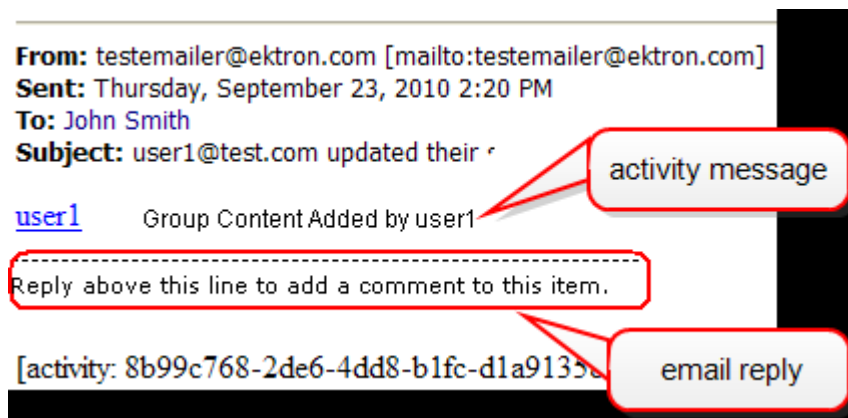 From: testemailer@ektron.com [mailto:testemailer@ektron.com]
Sent: Thursday, September 23, 2010 2:20 PM
To: John Smith
Subject: user1@test.com updated their
activity message
user1 Group Content Added by user1
Reply above this line to add a comment to this item.
[activity: 8b99c768-2de6-4dd8-b1fc-d1a9135
email reply